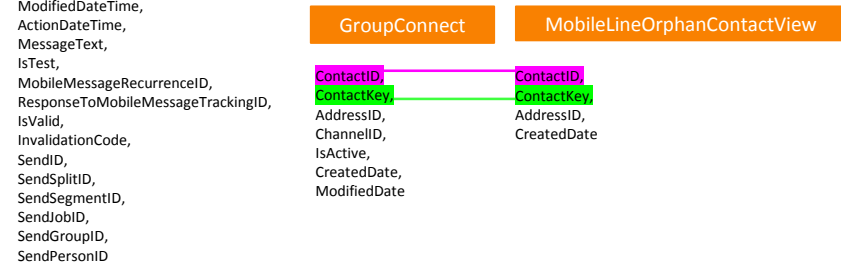 ModifiedDateTime,
ActionDateTime,
MessageText,
IsTest,
MobileMessageRecurrenceID,
ResponseToMobileMessageTrackingID,
IsValid,
InvalidationCode,
SendID,
SendSplitID,
SendSegmentID,
SendJobID,
SendGroupID,
SendPersonID
GroupConnect
ContactID,
ContactKey,
AddressID,
ChannelID,
IsActive,
CreatedDate,
ModifiedDate
MobileLineOrphanContactView
ContactID,
ContactKey,
AddressID,
CreatedDate